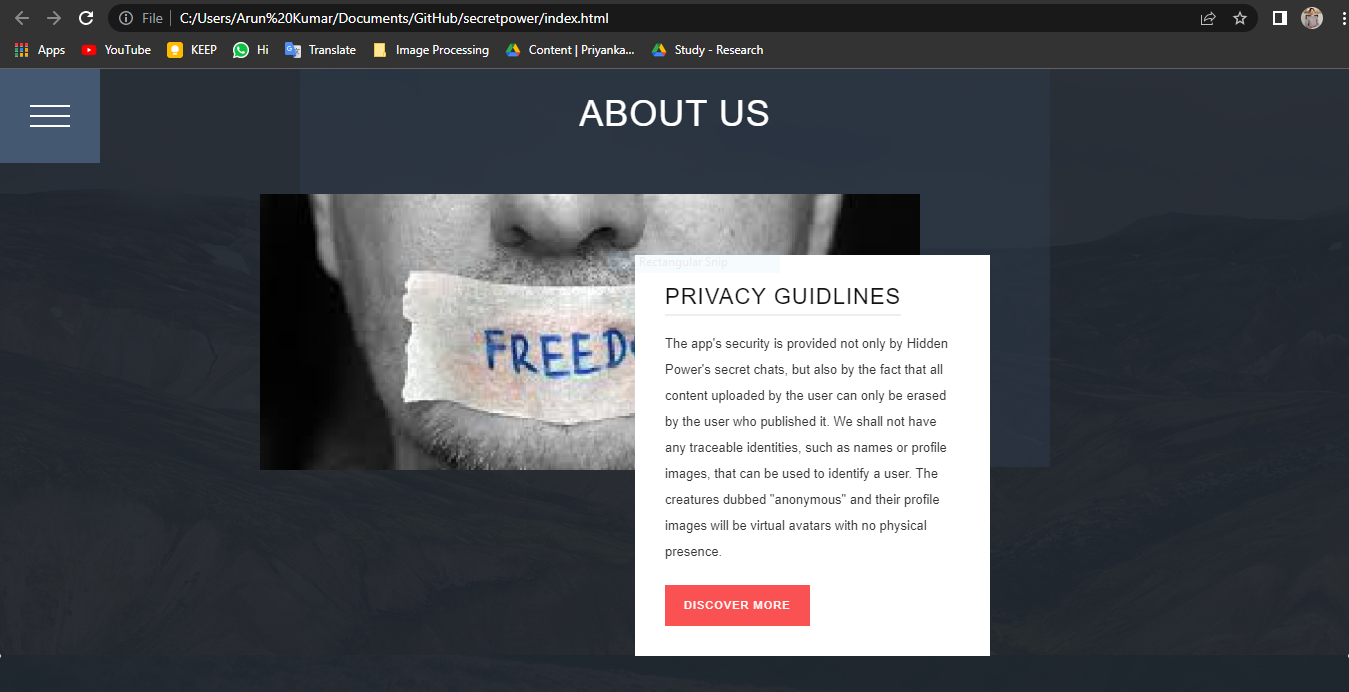 File C:/Users/Arun%20Kumar/Documents/GitHub/secretpower/index.html
Apps YouTube KEEP Hi Translate Image Processing Content | Priyanka... Study - Research
ABOUT US
FREED
Rectangular Snip
PRIVACY GUIDLINES
The app's security is provided not only by Hidden
Power's secret chats, but also by the fact that all
content uploaded by the user can only be erased
by the user who published it. We shall not have
any traceable identities, such as names or profile
images, that can be used to identify a user. The
creatures dubbed "anonymous" and their profile
images will be virtual avatars with no physical
presence.
DISCOVER MORE